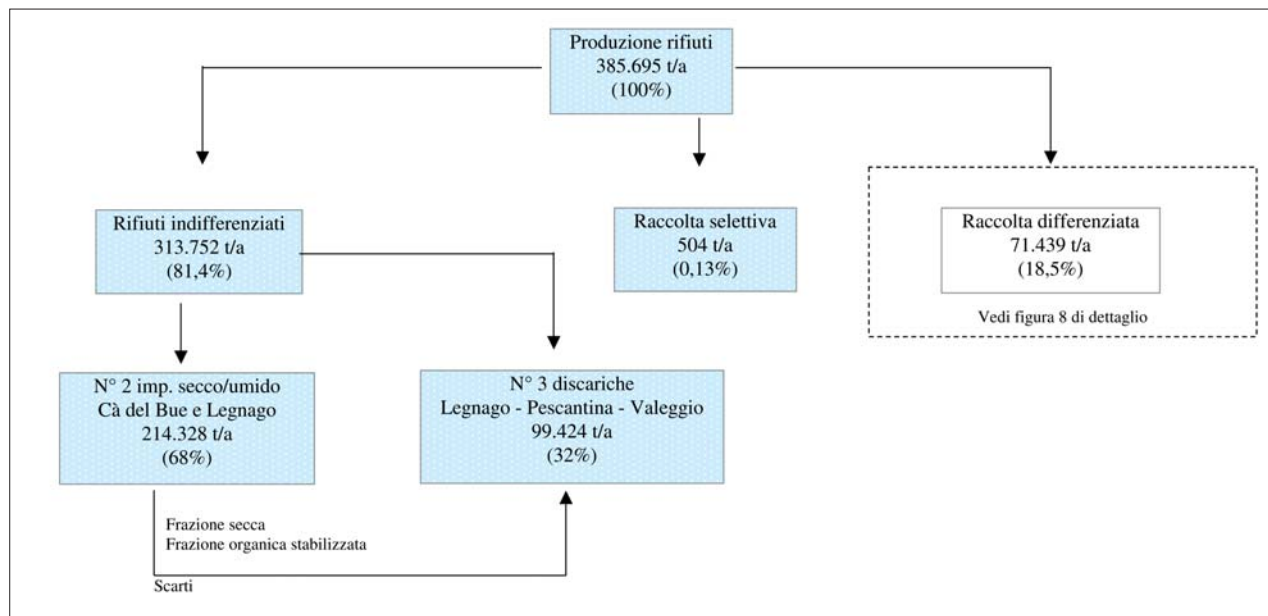 Produzione rifiuti
385.695 t/a
(100%)
Rifiuti indifferenziati
313.752 t/a
(81,4%)
Raccolta selettiva
504 t/a
(0,13%)
Raccolta differenziata
71.439 t/a
(18,5%)
Vedi figura 8 di dettaglio
N° 2 imp. secco/umido
Cà del Bue e Legnago
214.328 t/a
(68%)
N° 3 discariche
Legnago - Pescantina - Valeggio
99.424 t/a
(32%)
Frazione secca
Frazione organica stabilizzata
Scarti